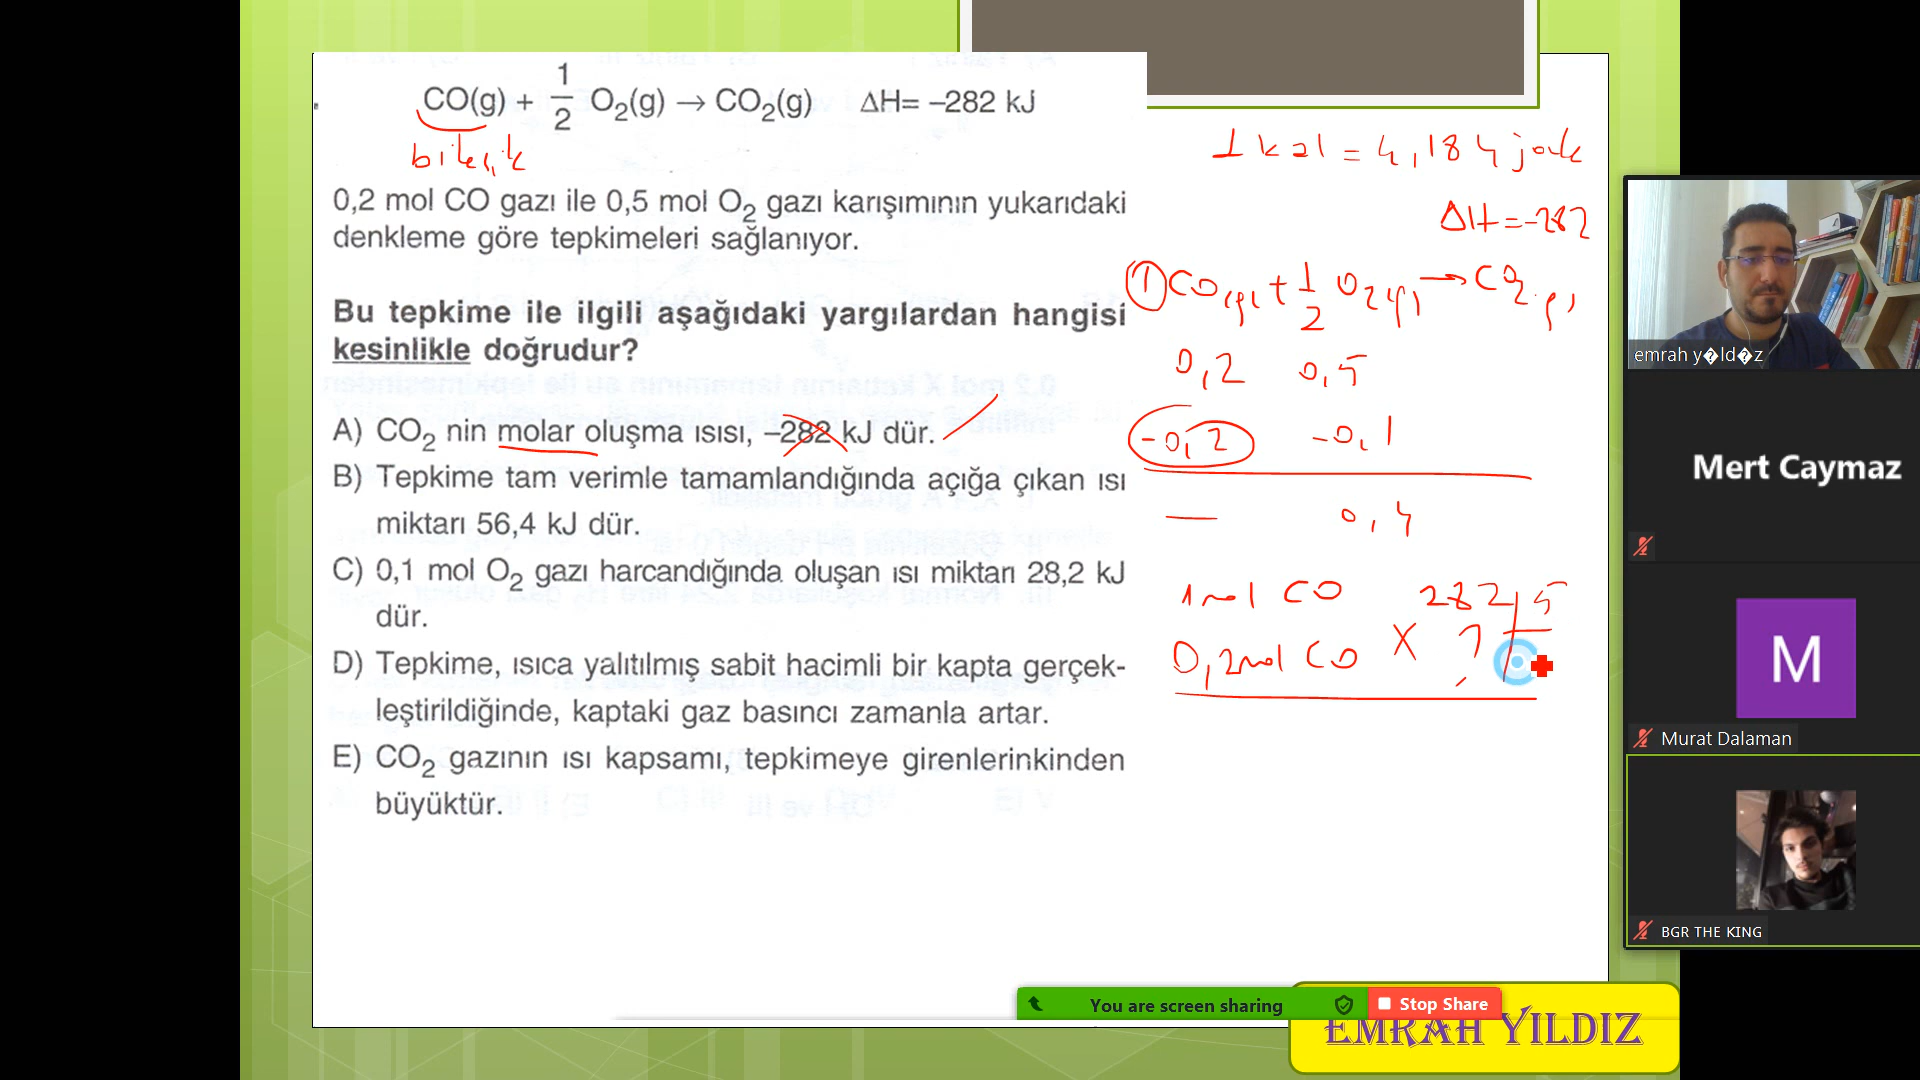 CO(g) + 1/2 O₂(g) → CO₂(g) ΔH= –282 kJ
bileşik
0,2 mol CO gazı ile 0,5 mol O₂ gazı karışımının yukarıdaki
denkleme göre tepkimeleri sağlanıyor.
Bu tepkime ile ilgili aşağıdaki yargılardan hangisi
kesinlikle doğrudur?
A) CO₂ nin molar oluşma ısısı, –282 kJ dür.
B) Tepkime tam verimle tamamlandığında açığa çıkan ısı
miktarı 56,4 kJ dür.
C) 0,1 mol O₂ gazı harcandığında oluşan ısı miktarı 28,2 kJ
dür.
D) Tepkime, ısıca yalıtılmış sabit hacimli bir kapta gerçek-
leştirildiğinde, kaptaki gaz basıncı zamanla artar.
E) CO₂ gazının ısı kapsamı, tepkimeye girenlerinkinden
büyüktür.
1 kal = 4,184 joule
ΔH=-282
① CO(g) + 1/2 O₂(g) → CO₂(g)
0,2 0,5
-0,2 -0,1
— 0,4
1mol CO 282 5
0,2mol CO X ?
emrah y�ld�z
Mert Caymaz
M
Murat Dalaman
BGR THE KING
You are screen sharing
Stop Share
EMRAH YILDIZ